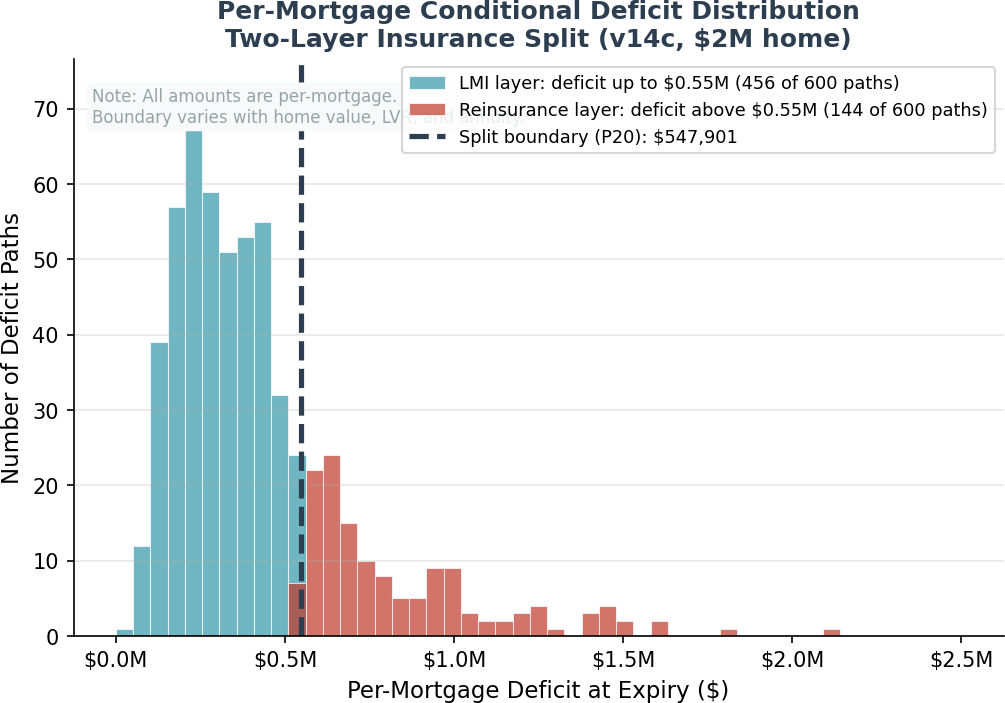 Per-Mortgage Conditional Deficit Distribution
Two-Layer Insurance Split (v14c, $2M home)
Note: All amounts are per-mortgage.
Boundary varies with home value, LVR, and annuity.
LMI layer: deficit up to $0.55M (456 of 600 paths)
Reinsurance layer: deficit above $0.55M (144 of 600 paths)
Split boundary (P20): $547,901
Number of Deficit Paths
70
60
50
40
30
20
10
0
$0.0M
$0.5M
$1.0M
$1.5M
$2.0M
$2.5M
Per-Mortgage Deficit at Expiry ($)